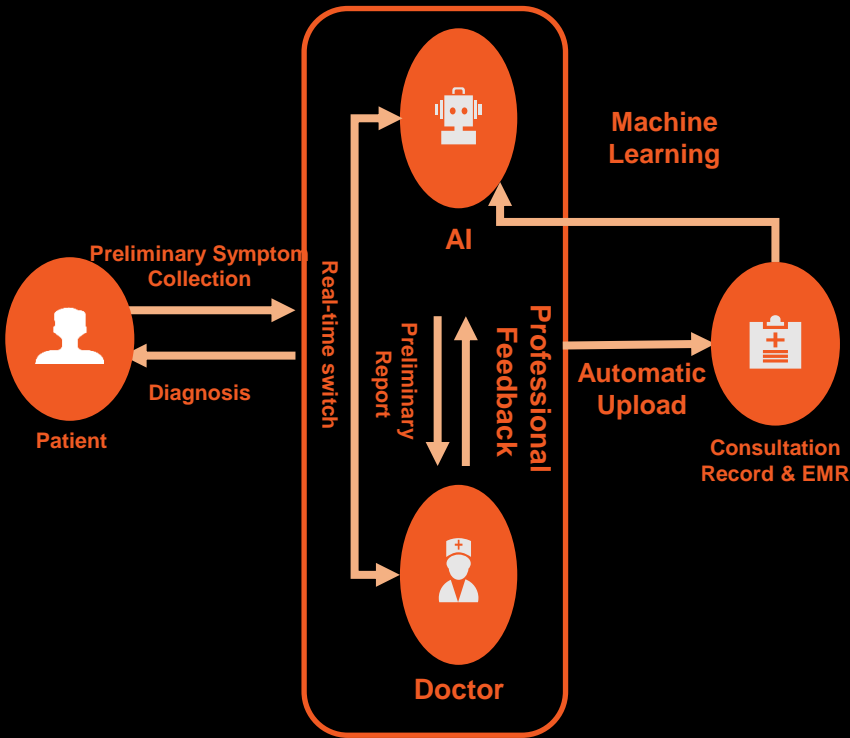 Machine
Learning
AI
Preliminary Symptom
Collection
Real-time switch
Preliminary
Report
Professional
Feedback
Automatic
Upload
Diagnosis
Patient
Consultation
Record & EMR
Doctor